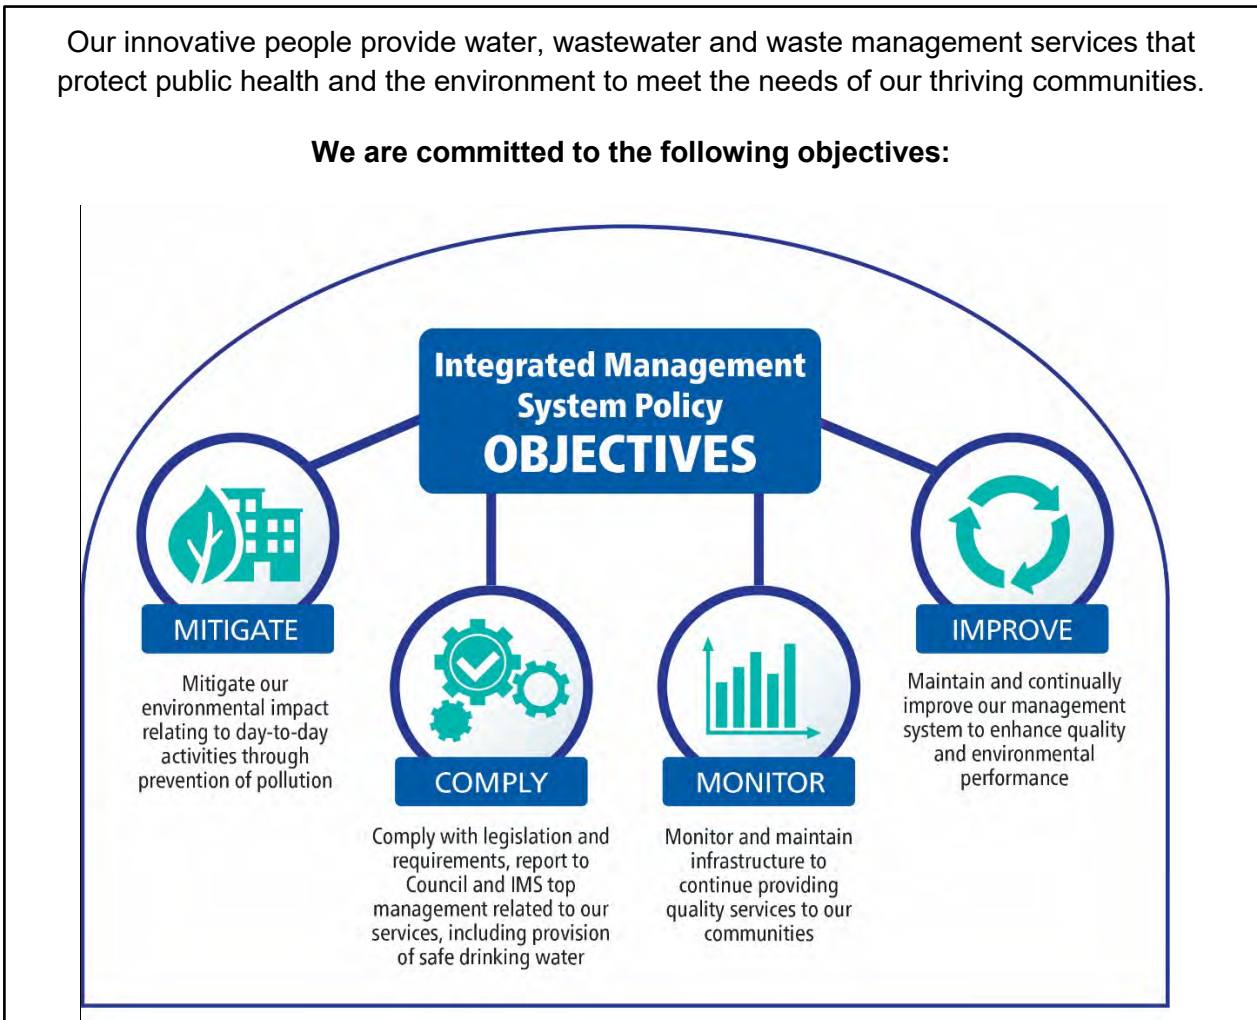 Our innovative people provide water, wastewater and waste management services that
protect public health and the environment to meet the needs of our thriving communities.
We are committed to the following objectives:
Integrated Management
System Policy
OBJECTIVES
MITIGATE
Mitigate our
environmental impact
relating to day-to-day
activities through
prevention of pollution
COMPLY
Comply with legislation and
requirements, report to
Council and IMS top
management related to our
services, including provision
of safe drinking water
MONITOR
Monitor and maintain
infrastructure to
continue providing
quality services to our
communities
IMPROVE
Maintain and continually
improve our management
system to enhance quality
and environmental
performance